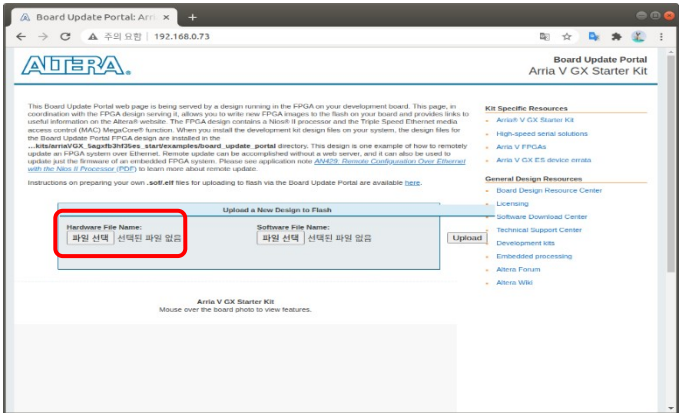 Board Update Portal: Arri
주의 요함 | 192.168.0.73
ALTERA.
Board Update Portal
Arria V GX Starter Kit
This Board Update Portal web page is being served by a design running in the FPGA on your development board. This page, in
coordination with the FPGA design serving it, allows you to write new FPGA images to the flash on your board and provides links to
useful information on the Altera® website. The FPGA design contains a Nios® II processor and the Triple Speed Ethernet media
access control (MAC) MegaCore® function. When you install the development kit design files on your system, the design files for
the Board Update Portal FPGA design are installed in the
...kits/arriaVGX_5agxfb3hf35es_start/examples/board_update_portal directory. This design is one example of how to remotely
update an FPGA system over Ethernet. Remote update can be accomplished without a web server, and it can also be used to
update just the firmware of an embedded FPGA system. Please see application note AN429: Remote Configuration Over Ethernet
with the Nios II Processor (PDF) to learn more about remote update.
Instructions on preparing your own .sof/.elf files for uploading to flash via the Board Update Portal are available here.
Upload a New Design to Flash
Hardware File Name:
파일 선택 선택된 파일 없음
Software File Name:
파일 선택 선택된 파일 없음
Upload
Arria V GX Starter Kit
Mouse over the board photo to view features.
Kit Specific Resources
Arria® V GX Starter Kit
High-speed serial solutions
Arria V FPGAs
Arria V GX ES device errata
General Design Resources
Board Design Resource Center
Licensing
Software Download Center
Technical Support Center
Development kits
Embedded processing
Altera Forum
Altera Wiki